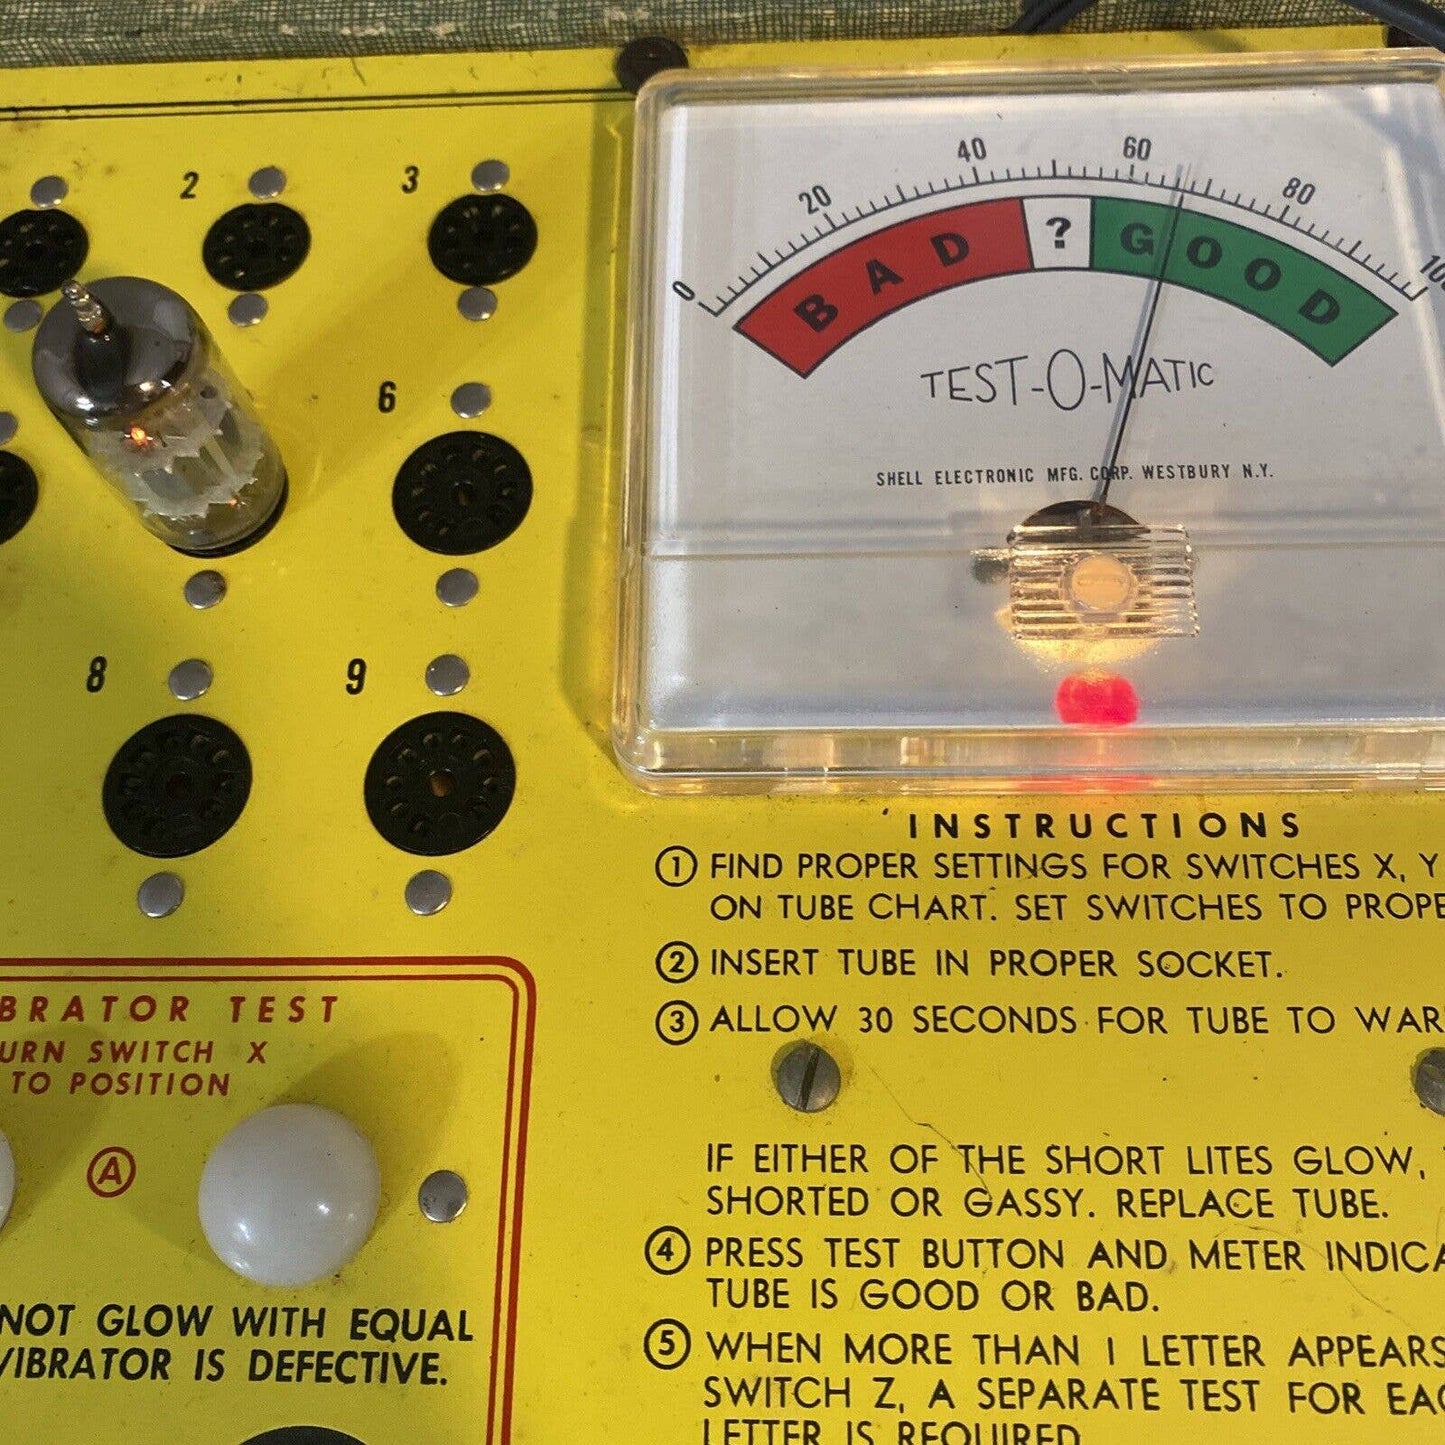 2
3
6
8
9
0
20
40
60
80
BAD
?
GOOD
TEST-O-MATIC
SHELL ELECTRONIC MFG. CORP. WESTBURY N.Y.
INSTRUCTIONS
① FIND PROPER SETTINGS FOR SWITCHES X, Y
ON TUBE CHART. SET SWITCHES TO PROPE
② INSERT TUBE IN PROPER SOCKET.
③ ALLOW 30 SECONDS FOR TUBE TO WAR
IF EITHER OF THE SHORT LITES GLOW,
SHORTED OR GASSY. REPLACE TUBE.
④ PRESS TEST BUTTON AND METER INDICA
TUBE IS GOOD OR BAD.
⑤ WHEN MORE THAN 1 LETTER APPEARS
SWITCH Z, A SEPARATE TEST FOR EAC
LETTER IS REQUIRED
BRATOR TEST
URN SWITCH X
TO POSITION
Ⓐ
NOT GLOW WITH EQUAL
VIBRATOR IS DEFECTIVE.